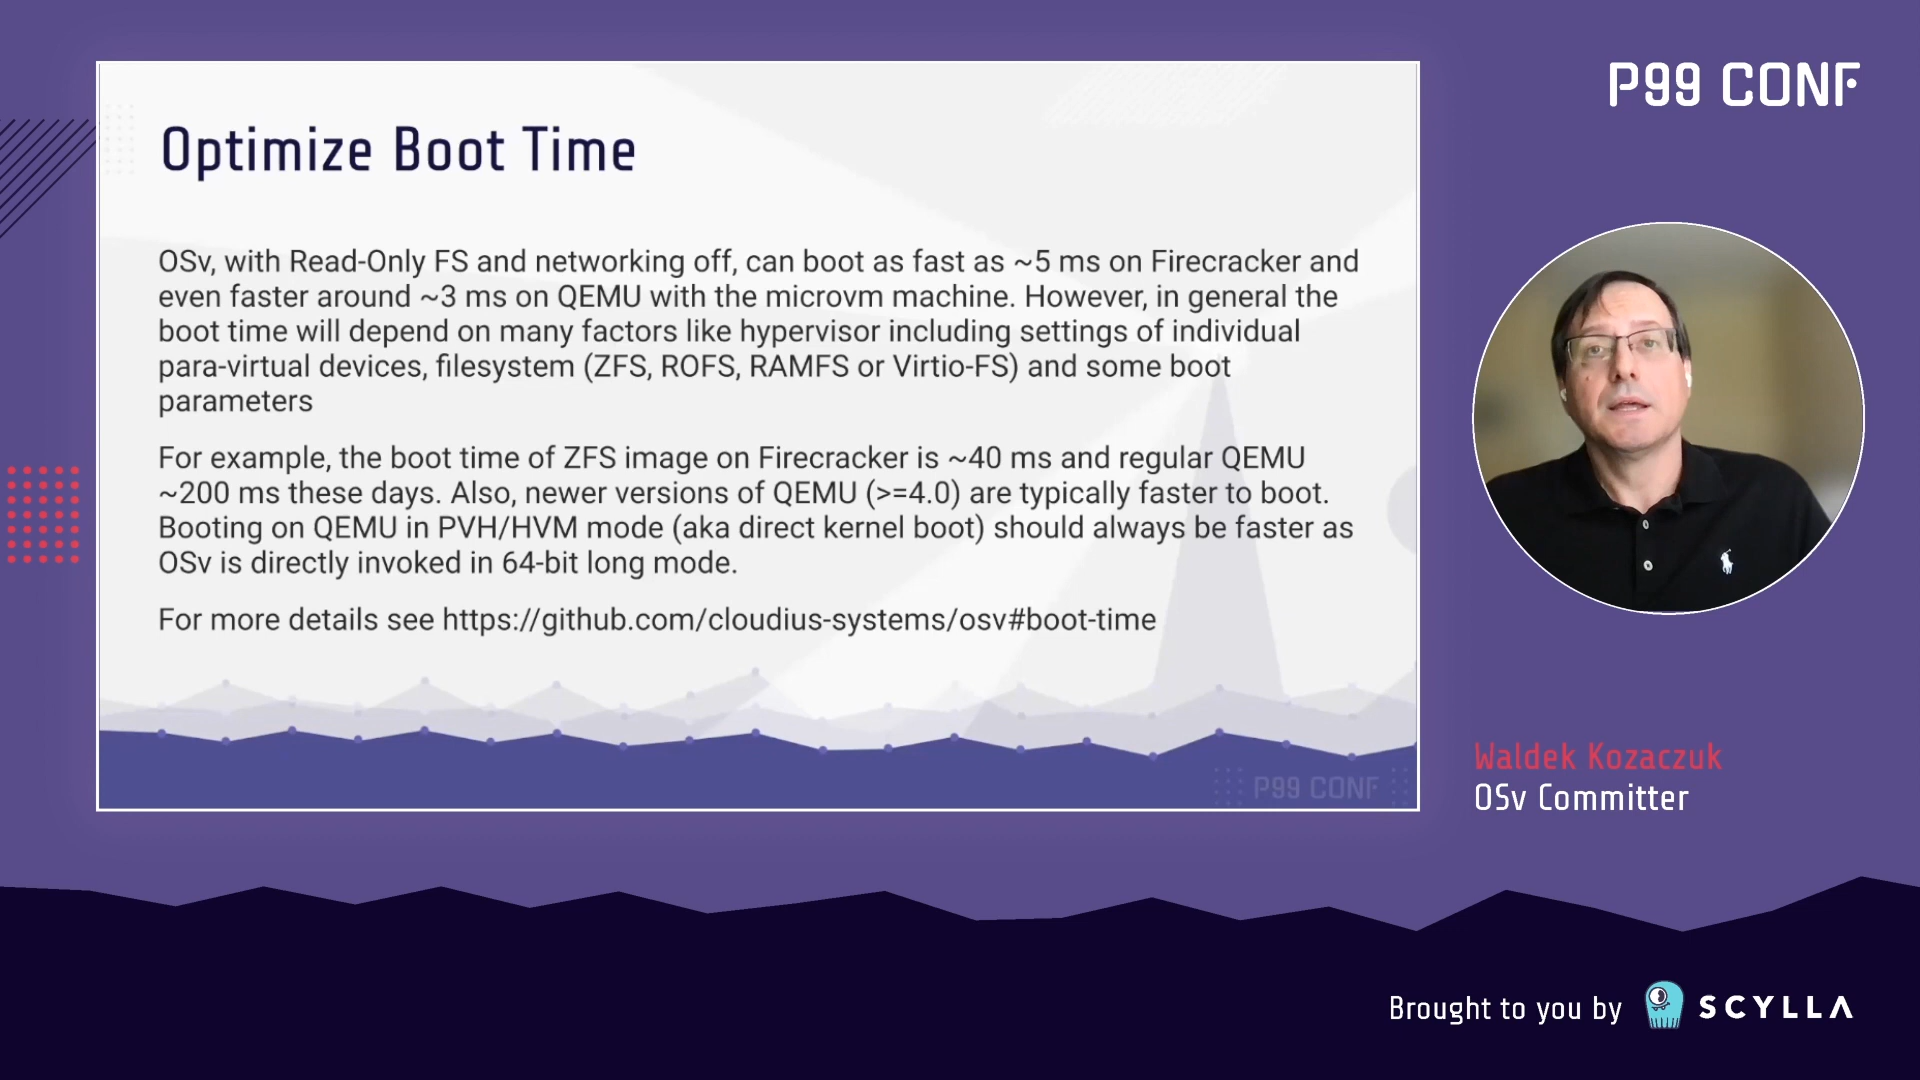 P99 CONF
Optimize Boot Time
OSv, with Read-Only FS and networking off, can boot as fast as ~5 ms on Firecracker and
even faster around ~3 ms on QEMU with the microvm machine. However, in general the
boot time will depend on many factors like hypervisor including settings of individual
para-virtual devices, filesystem (ZFS, ROFS, RAMFS or Virtio-FS) and some boot
parameters
For example, the boot time of ZFS image on Firecracker is ~40 ms and regular QEMU
~200 ms these days. Also, newer versions of QEMU (>=4.0) are typically faster to boot.
Booting on QEMU in PVH/HVM mode (aka direct kernel boot) should always be faster as
OSv is directly invoked in 64-bit long mode.
For more details see https://github.com/cloudius-systems/osv#boot-time
P99 CONF
Waldek Kozaczuk
OSv Committer
Brought to you by SCYLLA